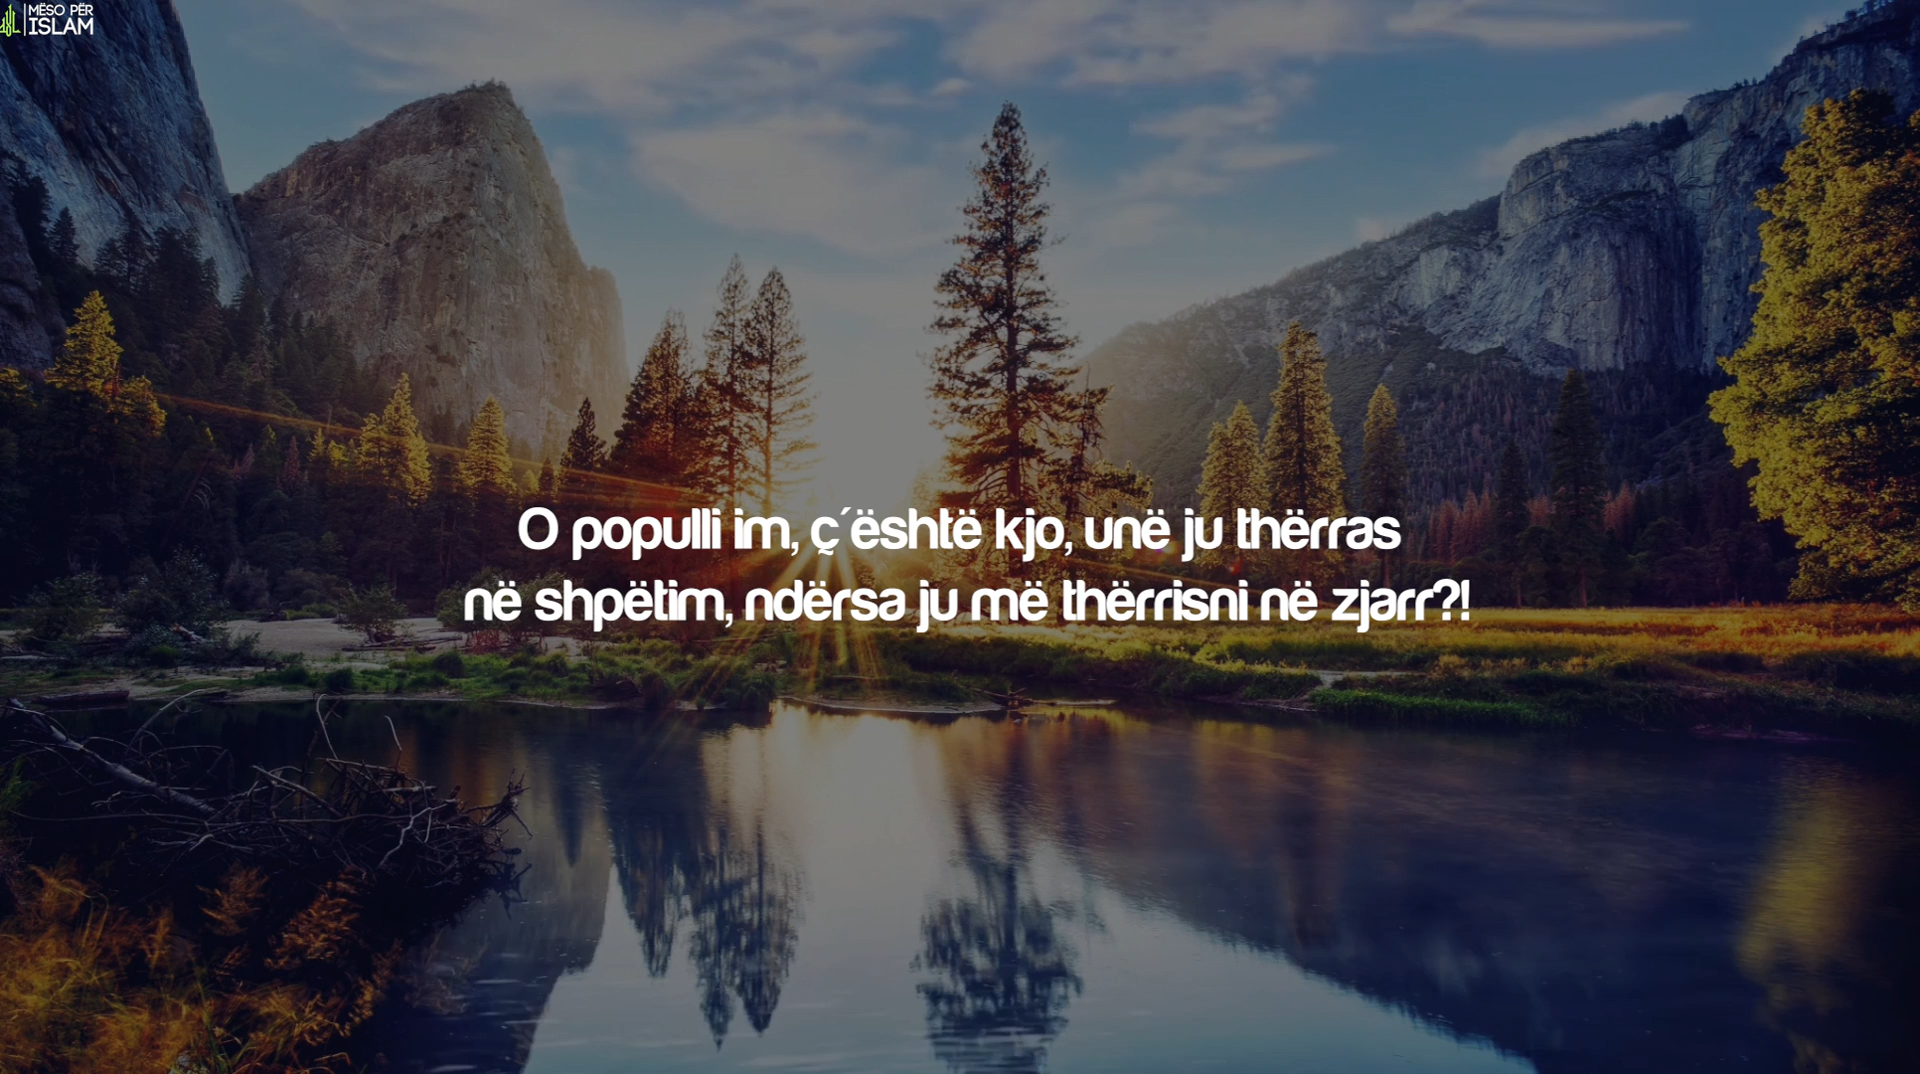 MËSO PËR
ISLAM
O populli im, ç´është kjo, unë ju thërras
në shpëtim, ndërsa ju më thërrisni në zjarr?!